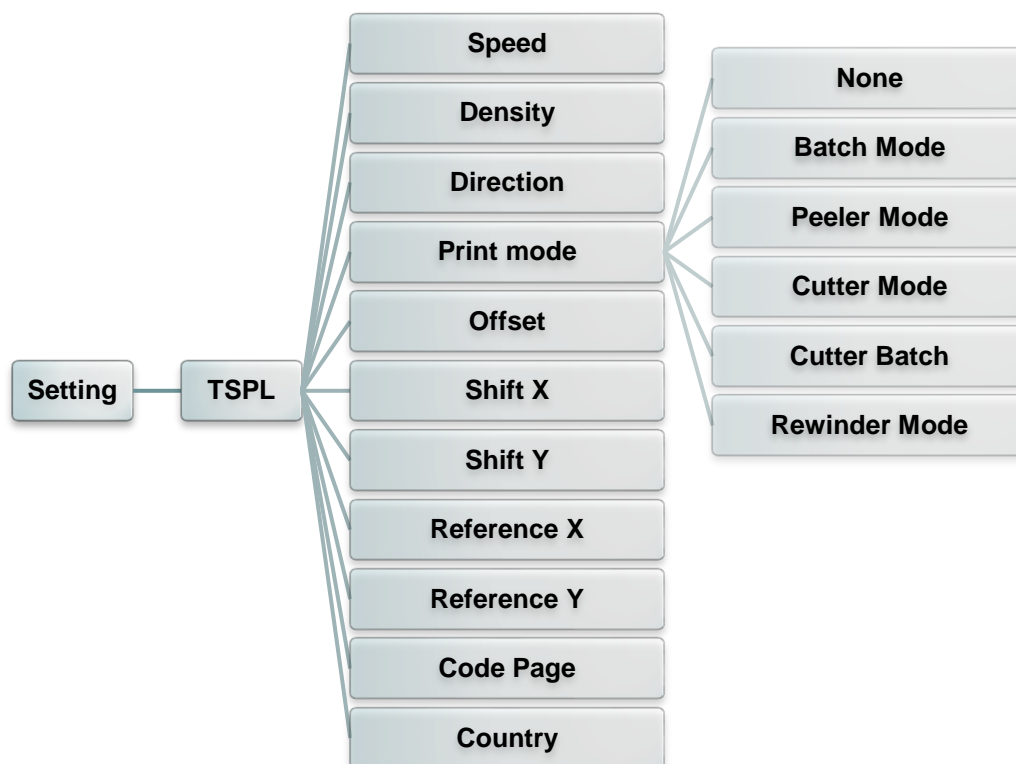 Setting
TSPL
Speed
Density
Direction
Print mode
Offset
Shift X
Shift Y
Reference X
Reference Y
Code Page
Country
None
Batch Mode
Peeler Mode
Cutter Mode
Cutter Batch
Rewinder Mode